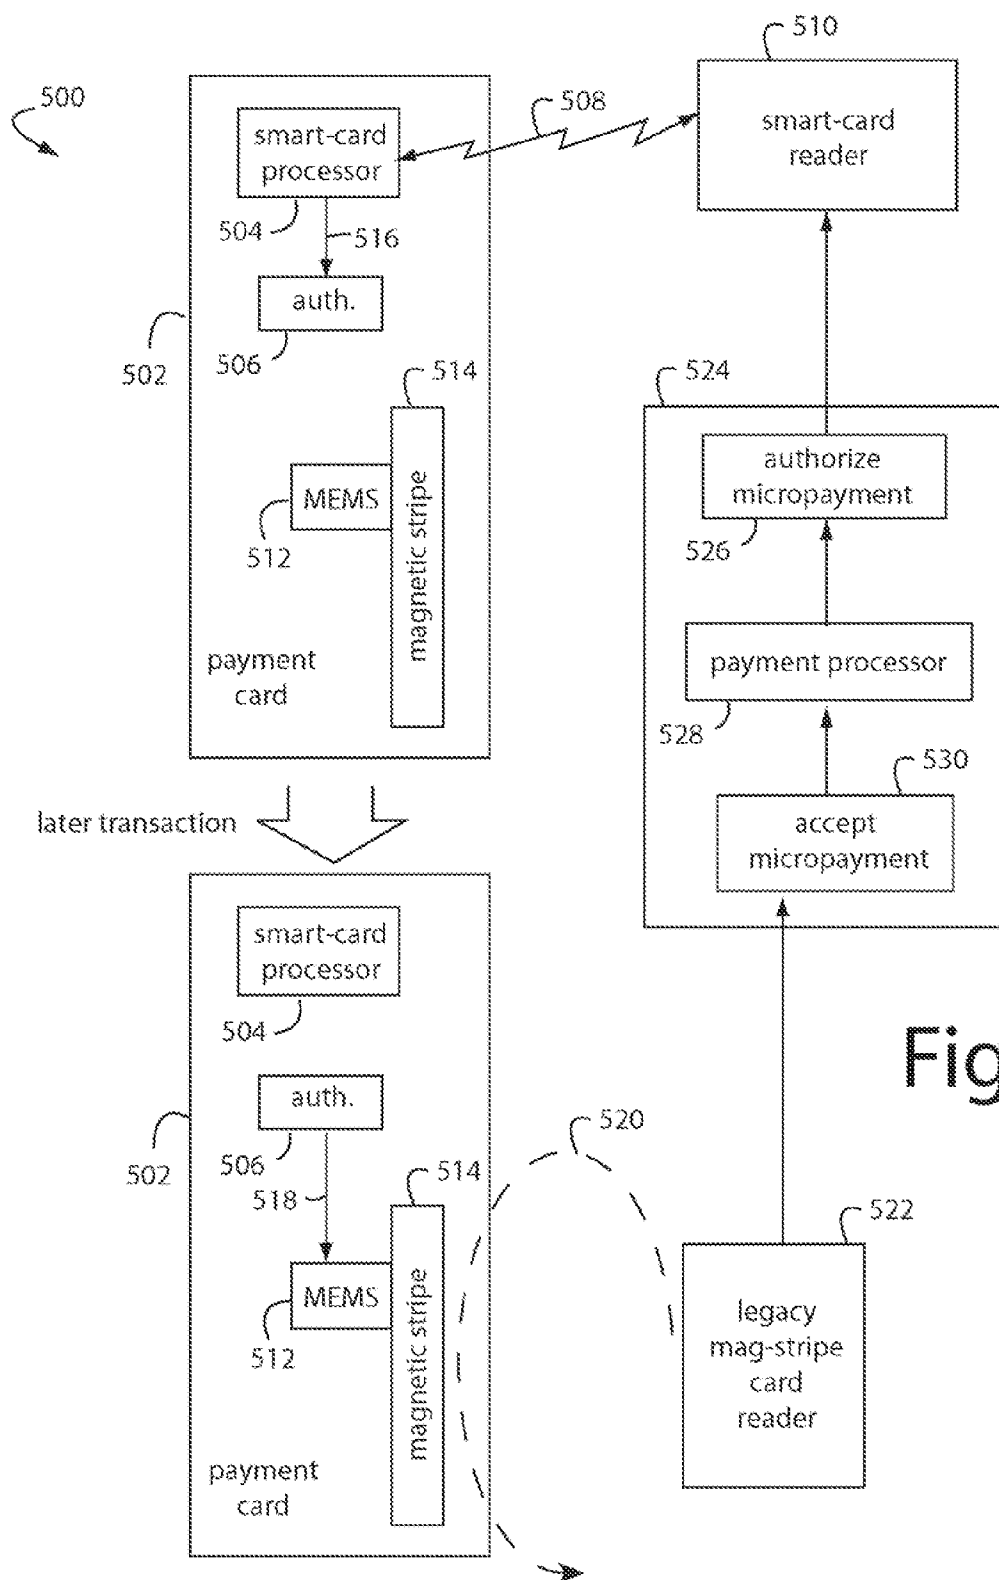 510
500
508
smart-card
processor
smart-card
reader
504
516
auth.
506
502
514
524
authorize
micropayment
MEMS
512
magnetic stripe
526
payment
card
payment processor
528
530
later transaction
accept
micropayment
smart-card
processor
504
Fig
auth.
506
502
520
514
518
522
MEMS
512
magnetic stripe
legacy
mag-stripe
card
reader
payment
card